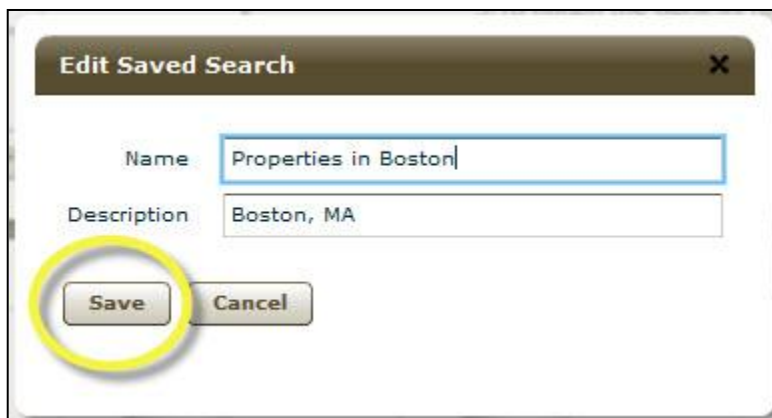 Edit Saved Search
Name Properties in Boston
Description Boston, MA
Save Cancel